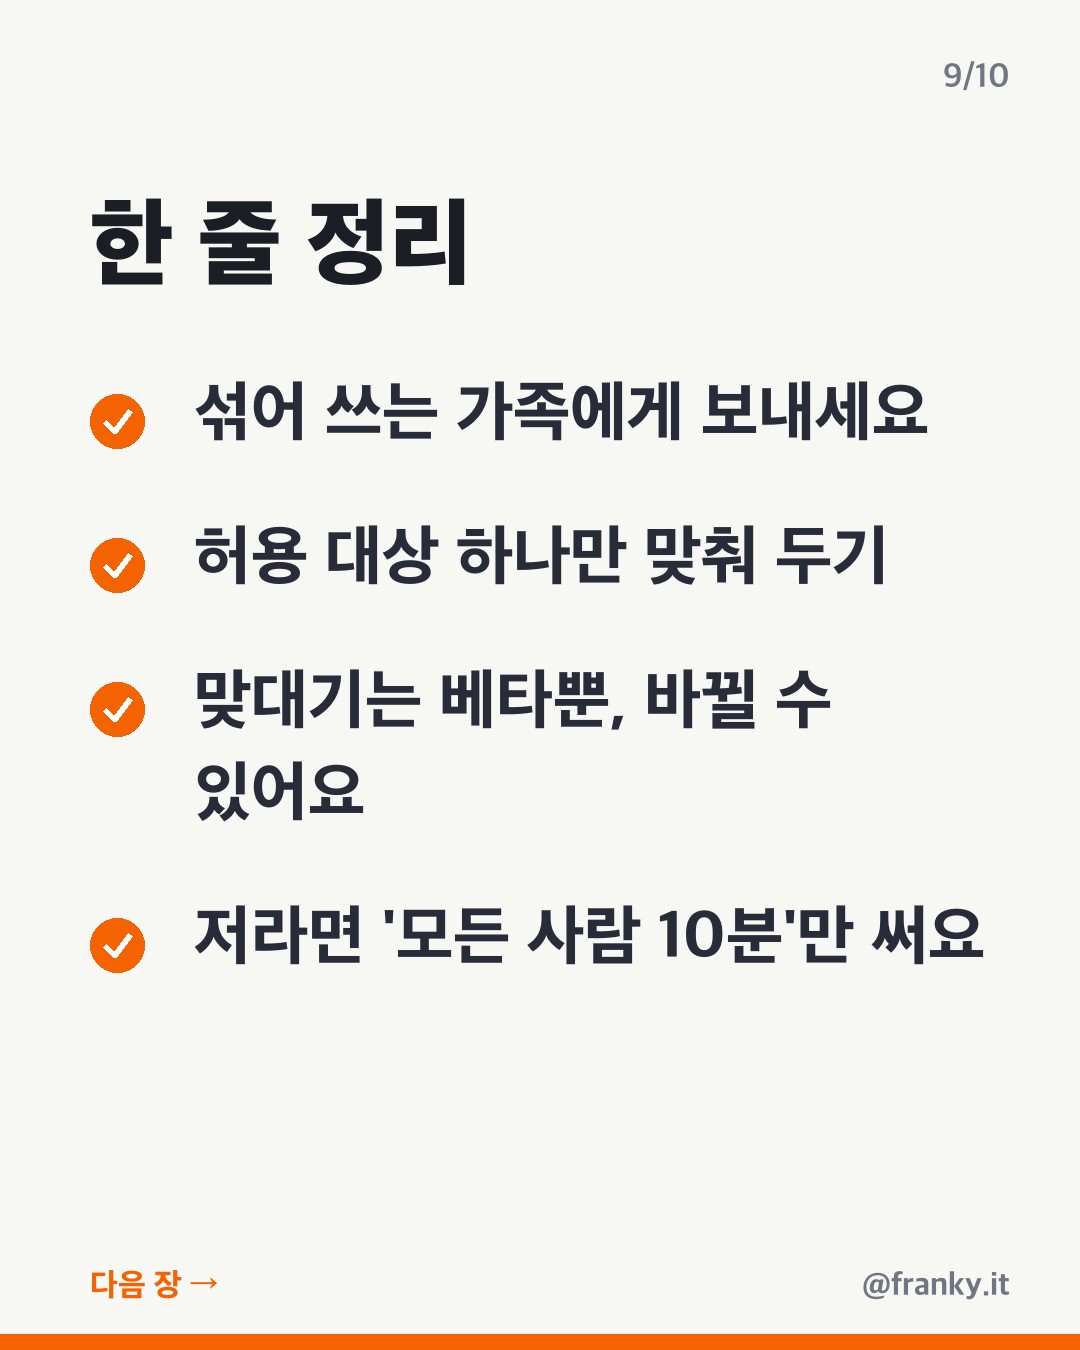 9/10
한 줄 정리
섞어 쓰는 가족에게 보내세요
허용 대상 하나만 맞춰 두기
맞대기는 베타뿐, 바뀔 수
있어요
저라면 '모든 사람 10분'만 써요
다음 장 →
@franky.it